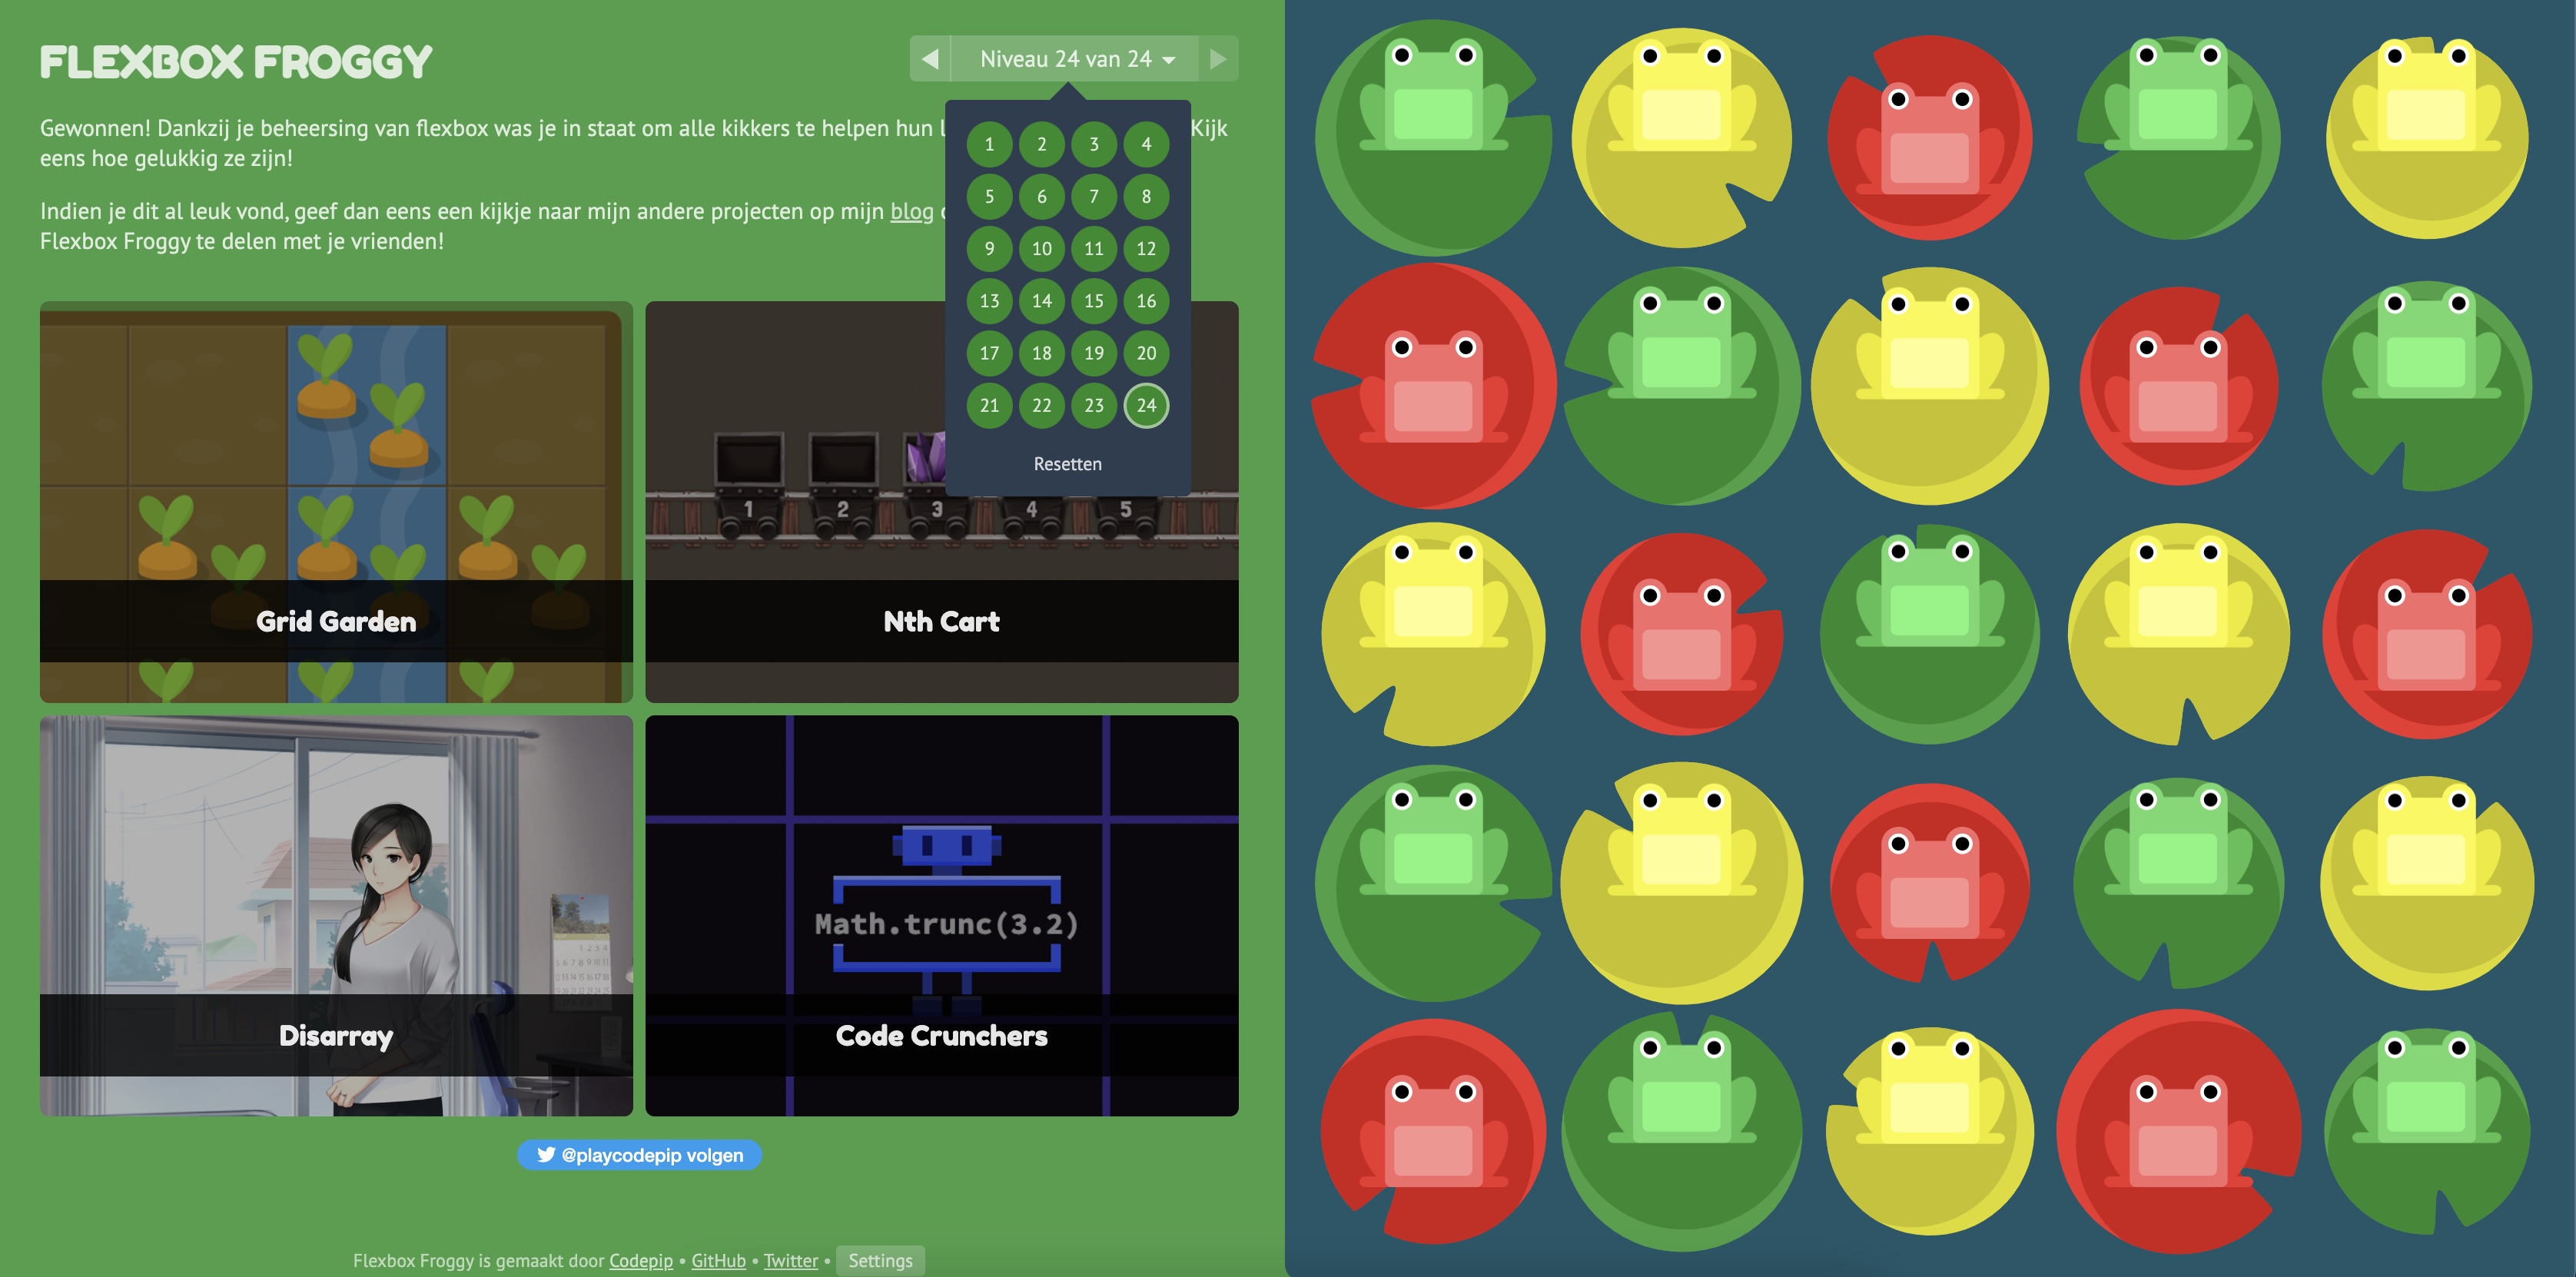 FLEXBOX FROGGY
Niveau 24 van 24
Gewonnen! Dankzij je beheersing van flexbox was je in staat om alle kikkers te helpen hun Kijk
eens hoe gelukkig ze zijn!
Indien je dit al leuk vond, geef dan eens een kijkje naar mijn andere projecten op mijn blog
Flexbox Froggy te delen met je vrienden!
1 2 3 4
5 6 7 8
9 10 11 12
13 14 15 16
17 18 19 20
21 22 23 24
Resetten
1 2 3 4 5
Grid Garden
Nth Cart
Math.trunc(3.2)
Disarray
Code Crunchers
@playcodepip volgen
Flexbox Froggy is gemaakt door Codepip • GitHub • Twitter • Settings